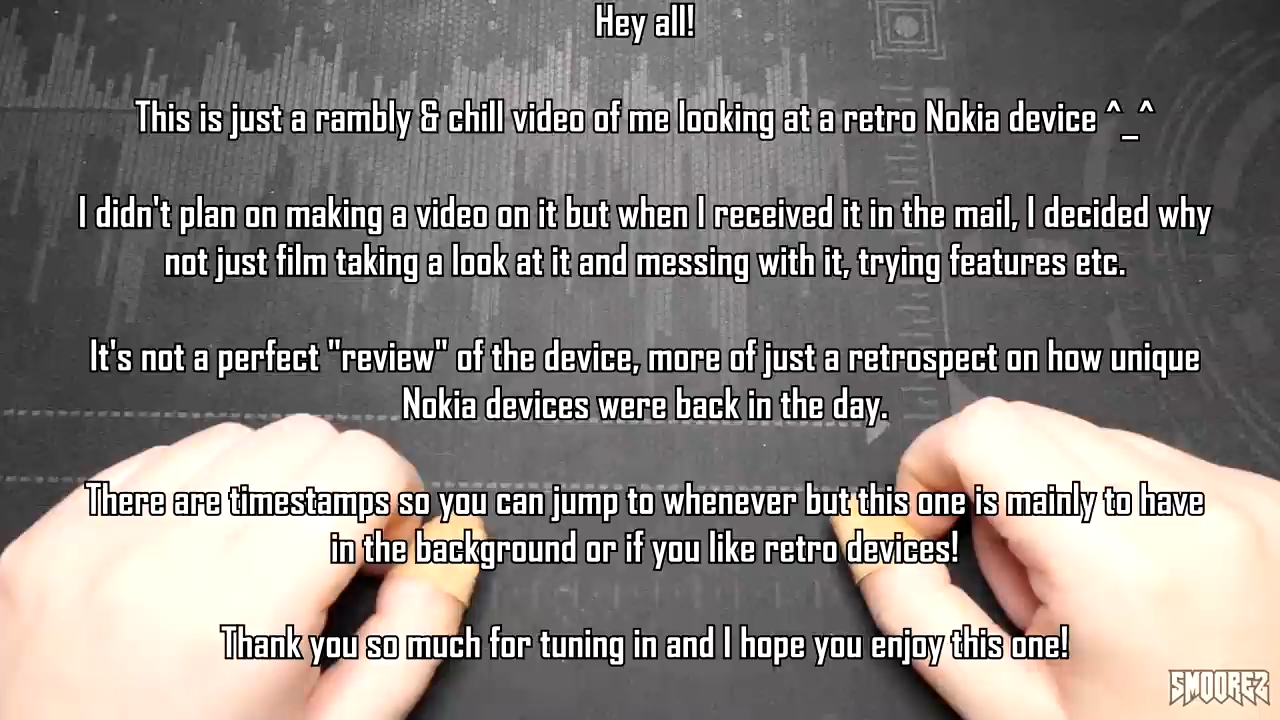 Hey all!
This is just a rambly & chill video of me looking at a retro Nokia device ^_^
I didn't plan on making a video on it but when I received it in the mail, I decided why
not just film taking a look at it and messing with it, trying features etc.
It's not a perfect "review" of the device, more of just a retrospect on how unique
Nokia devices were back in the day.
There are timestamps so you can jump to whenever but this one is mainly to have
in the background or if you like retro devices!
Thank you so much for tuning in and I hope you enjoy this one!
SMOOREZ